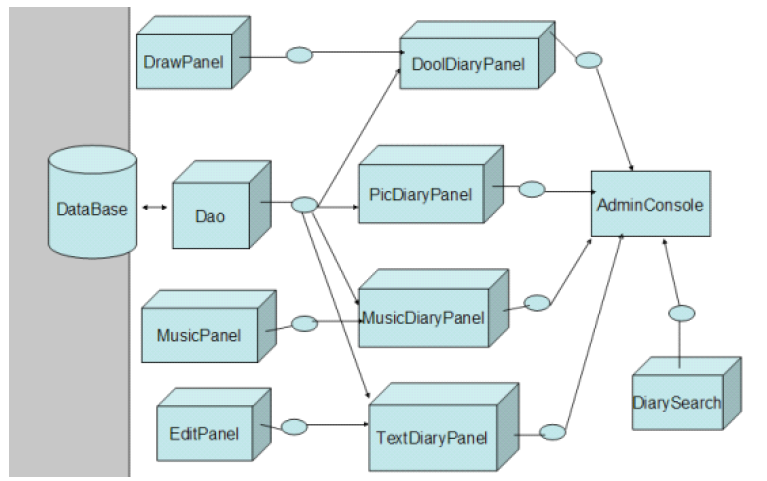 DrawPanel
DoolDiaryPanel
DataBase
Dao
PicDiaryPanel
AdminConsole
MusicPanel
MusicDiaryPanel
DiarySearch
EditPanel
TextDiaryPanel